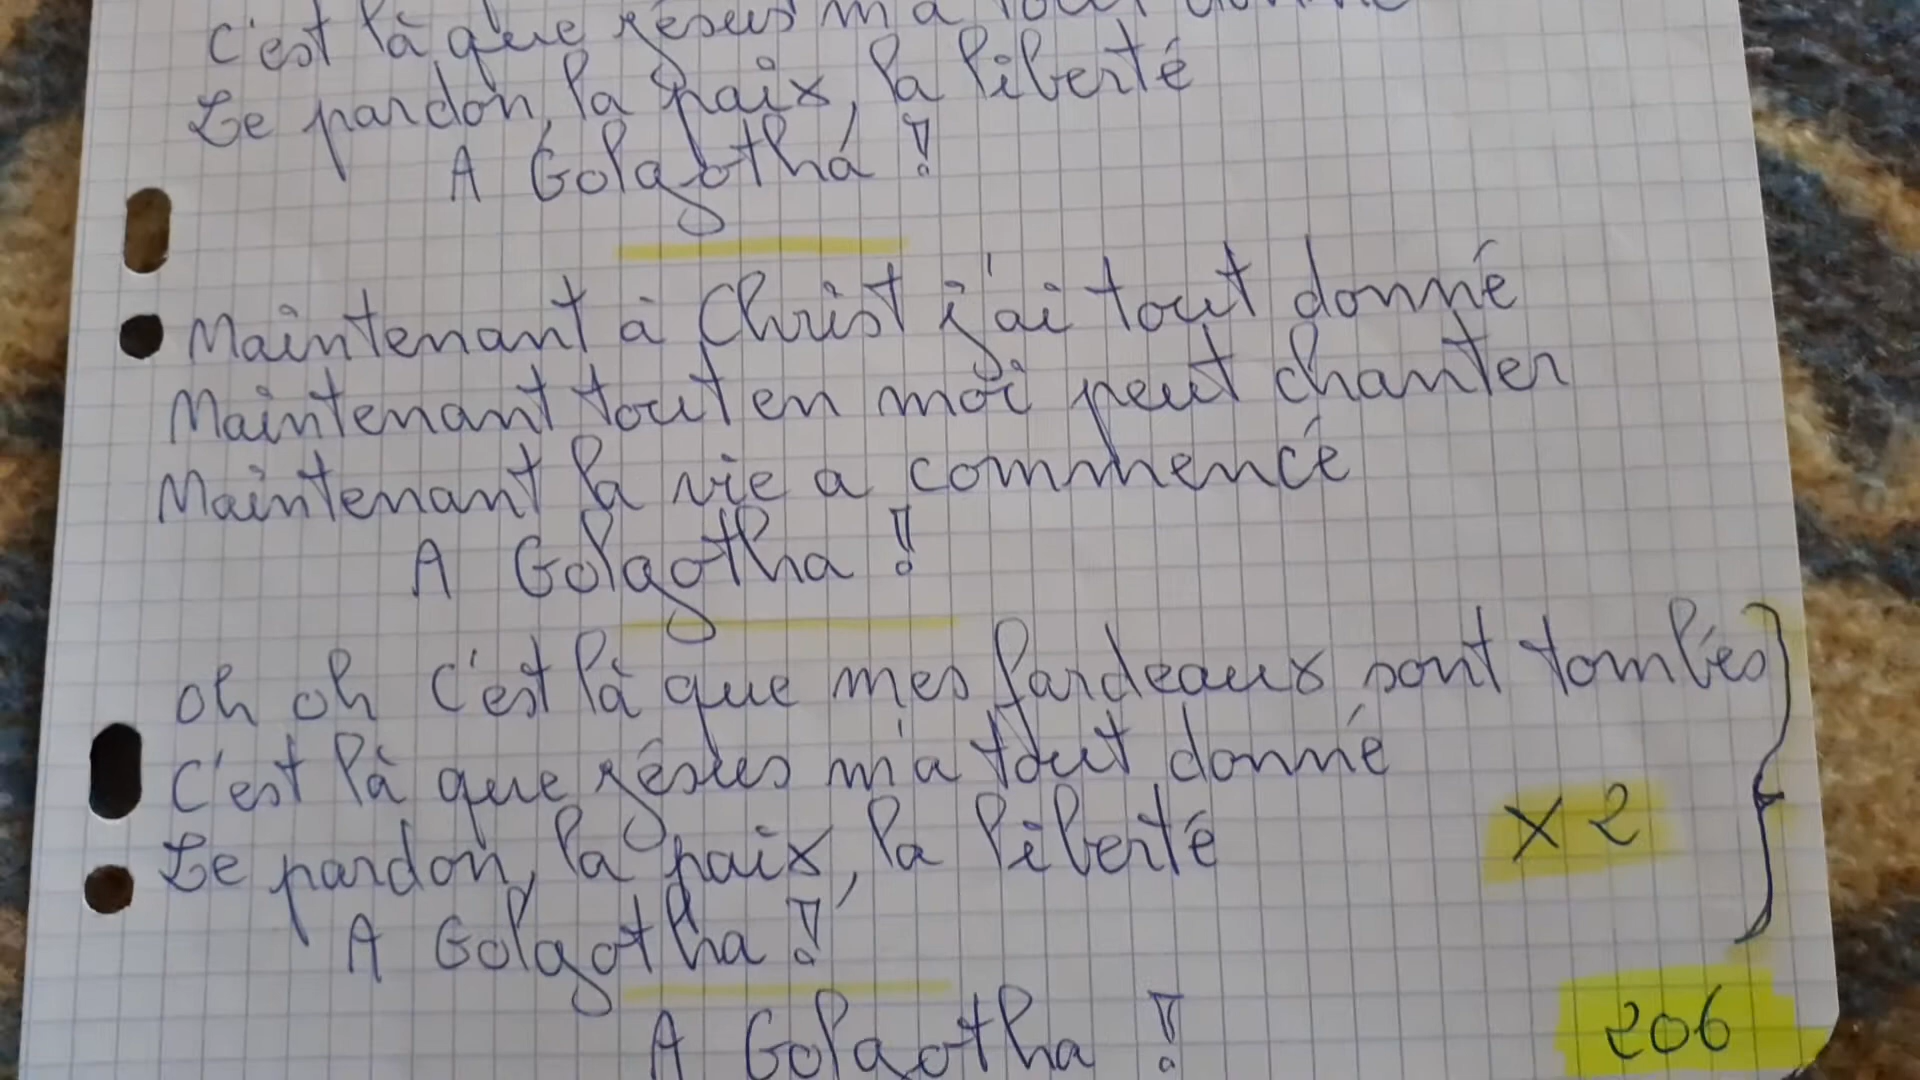 C'est là que Jésus m'a tout donné
Le pardon, la paix, la liberté
A Golgotha !
Maintenant à Christ j'ai tout donné
Maintenant tout en moi peut chanter
Maintenant la vie a commencé
A Golgotha !
oh oh c'est là que mes fardeaux sont tombés
C'est là que Jésus m'a tout donné
Le pardon, la paix, la liberté
x 2
A Golgotha !
A Golgotha !
206